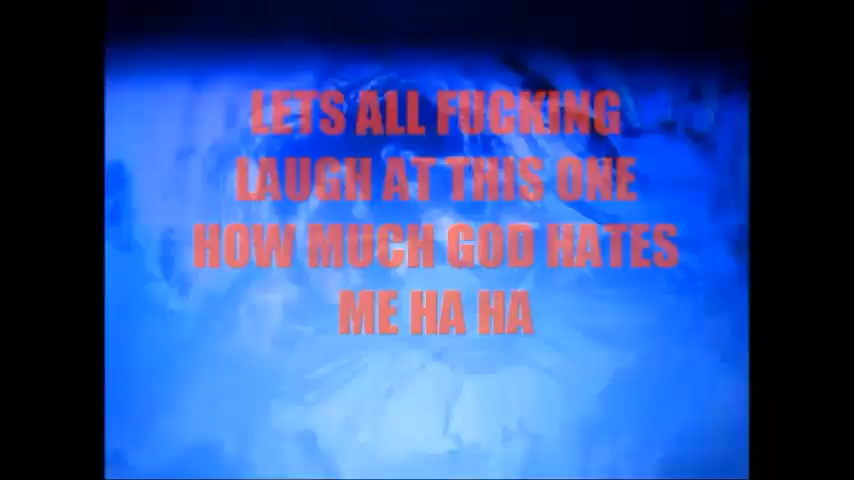 LETS ALL FUCKING
LAUGH AT THIS ONE
HOW MUCH GOD HATES
ME HA HA